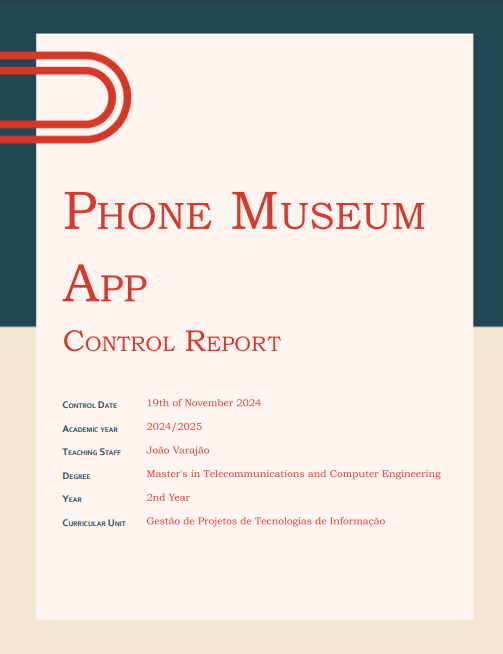 Phone Museum
App
Control Report
Control Date 19th of November 2024
Academic year 2024/2025
Teaching Staff João Varajão
Degree Master's in Telecommunications and Computer Engineering
Year 2nd Year
Curricular Unit Gestão de Projetos de Tecnologias de Informação